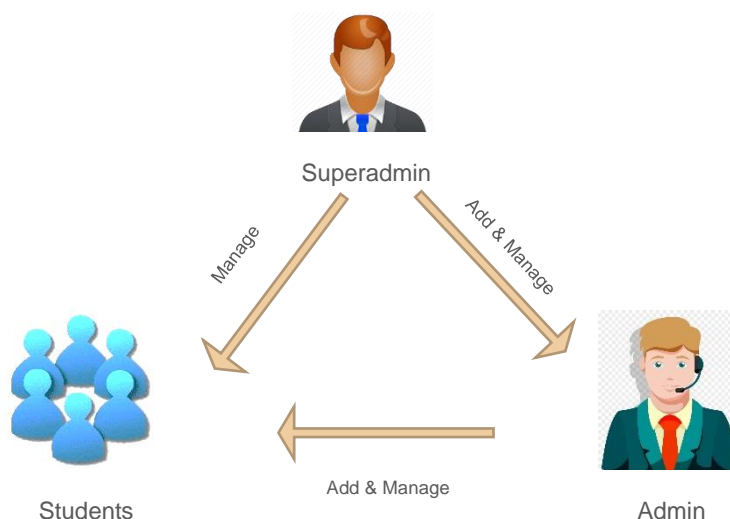 Superadmin
Manage
Add & Manage
Add & Manage
Students
Admin